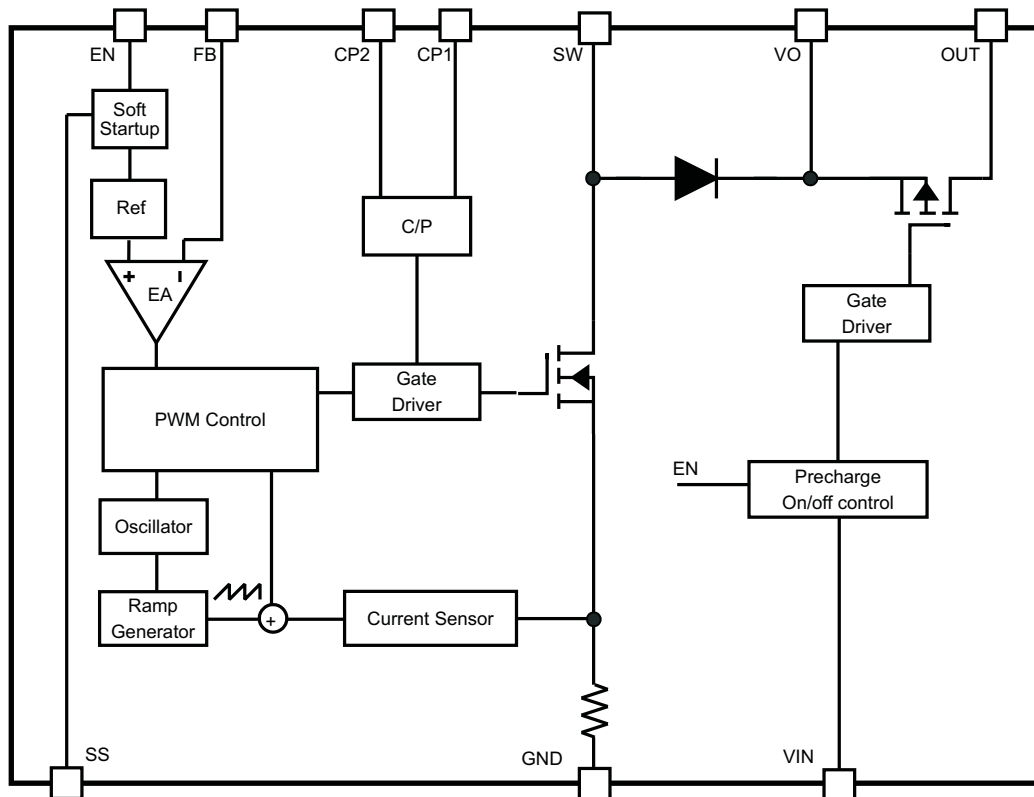 EN
FB
CP2
CP1
SW
VO
OUT
Soft
Startup
Ref
C/P
+
−
EA
Gate
Driver
Gate
Driver
PWM Control
EN
Precharge
On/off control
Oscillator
Ramp
Generator
+
Current Sensor
SS
GND
VIN